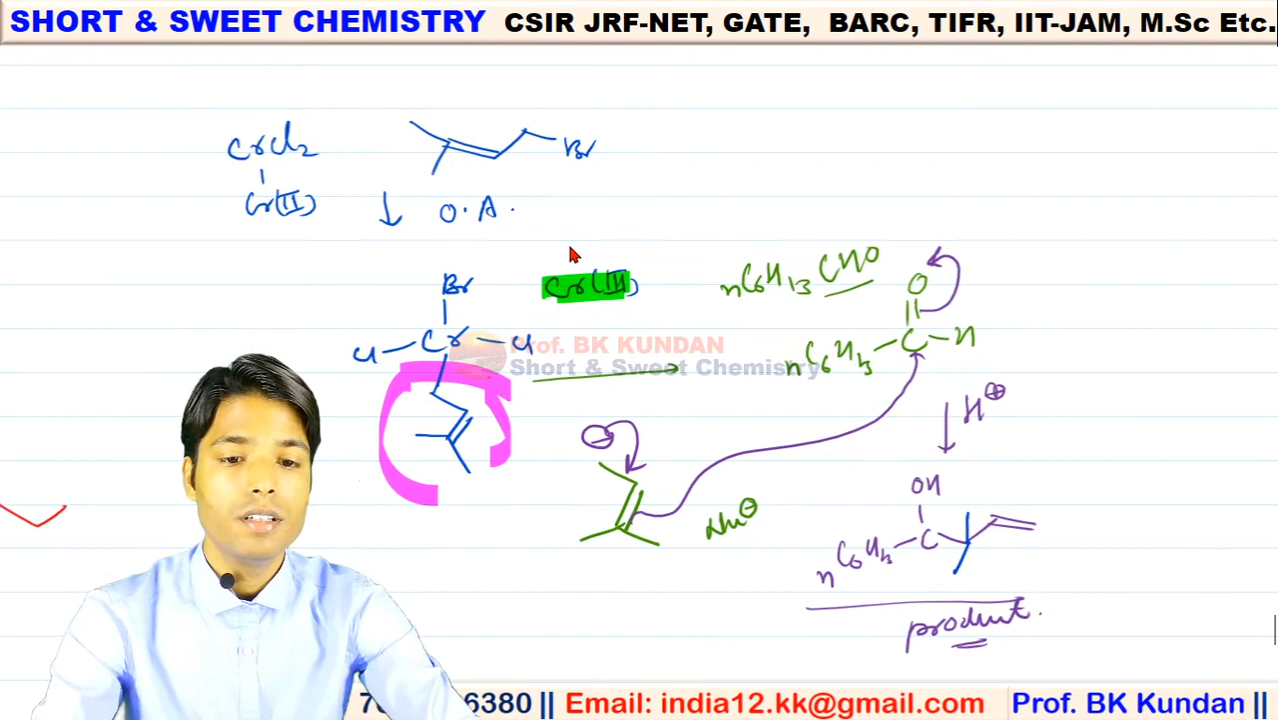 SHORT & SWEET CHEMISTRY CSIR JRF-NET, GATE, BARC, TIFR, IIT-JAM, M.Sc Etc.
CrCl2
Br
Cr(II)
O.A.
Br
Cr(III)
nC6H13 CHO
O
Cl Cr Cl
nC6H13 C H
Prof. BK KUNDAN
Short & Sweet Chemistry
H⊕
⊖
OH
Nu⊖
nC6H13 C
product.
6380 || Email: india12.kk@gmail.com Prof. BK Kundan ||